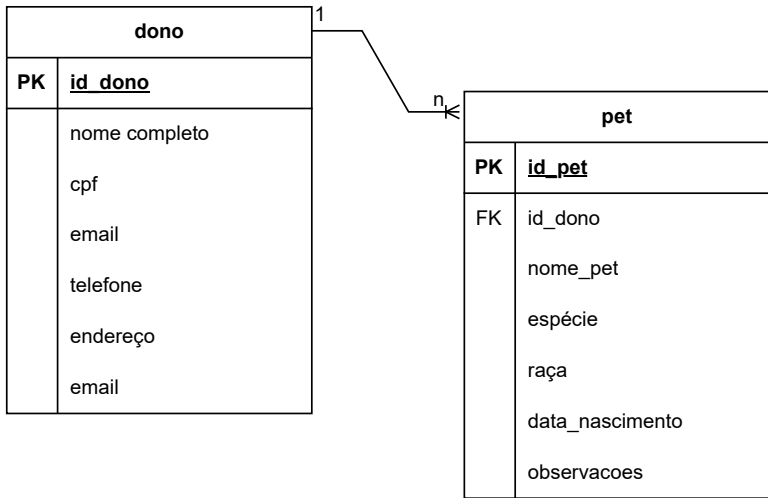 dono
PK id_dono
nome completo
cpf
email
telefone
endereço
email
1
n
pet
PK id_pet
FK id_dono
nome_pet
espécie
raça
data_nascimento
observacoes